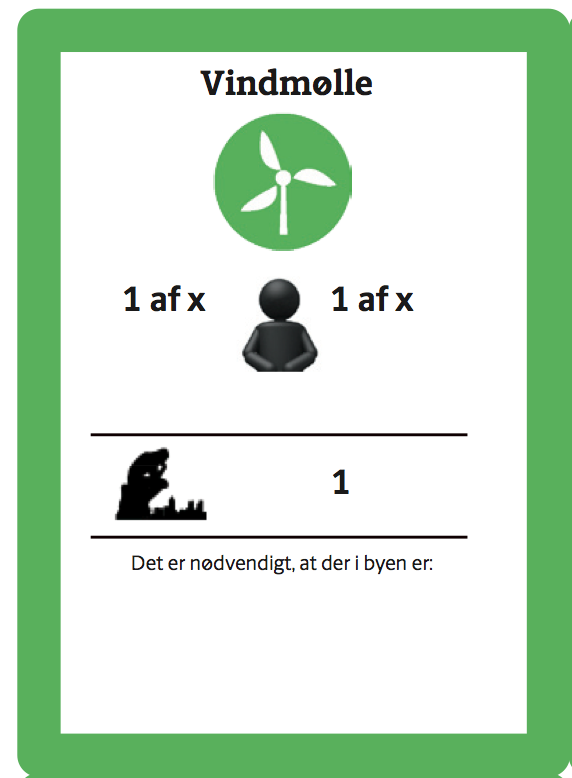 Vindmølle
1 af x 1 af x
1
Det er nødvendigt, at der i byen er: